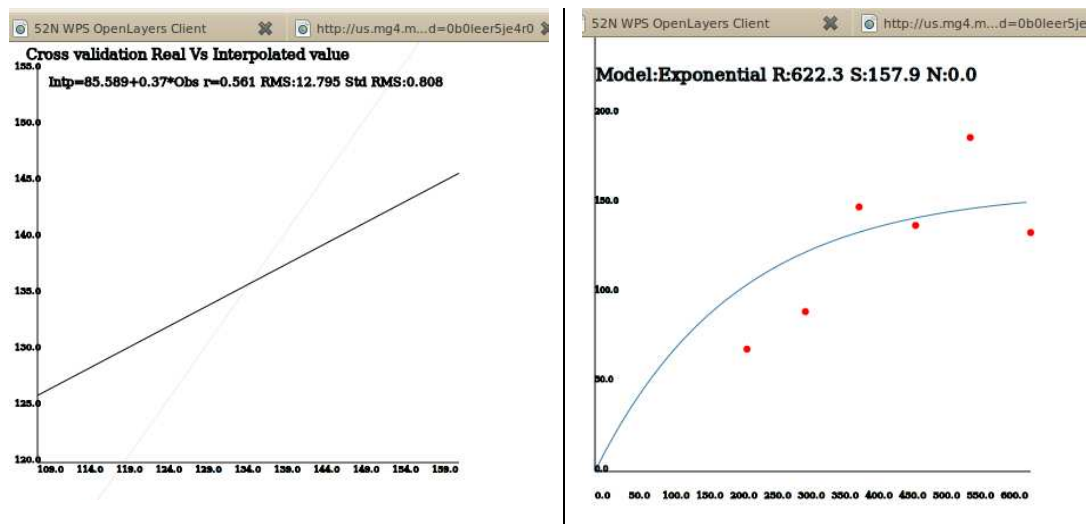 52N WPS OpenLayers Client
http://us.mg4.m...d=0b0leer5je4r0
Cross validation Real Vs Interpolated value
155.0
Intp=85.589+0.37*Obs r=0.561 RMS:12.795 Std RMS:0.808
150.0
145.0
140.0
135.0
130.0
125.0
120.0
109.0 114.0 119.0 124.0 129.0 134.0 139.0 144.0 149.0 154.0 159.0
52N WPS OpenLayers Client
http://us.mg4.m...d=0b0leer5je
Model:Exponential R:622.3 S:157.9 N:0.0
200.0
150.0
100.0
50.0
0.0
0.0 50.0 100.0 150.0 200.0 250.0 300.0 350.0 400.0 450.0 500.0 550.0 600.0